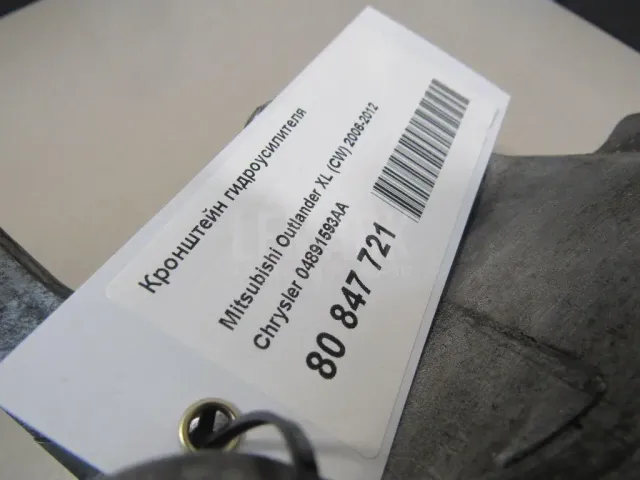 Кронштейн гидроусилителя
Mitsubishi Outlander XL (CW) 2006-2012
Chrysler 04891593AA
80 847 721